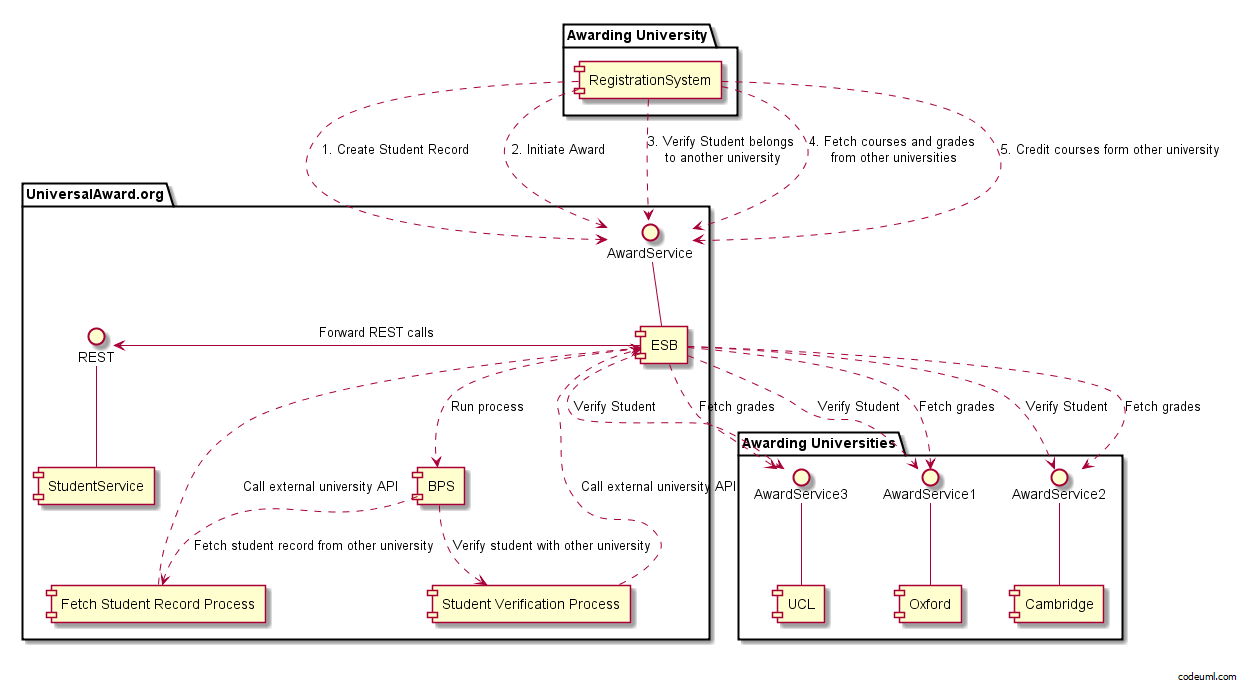 Awarding University
RegistrationSystem
1. Create Student Record
2. Initiate Award
3. Verify Student belongs
to another university
4. Fetch courses and grades
from other universities
5. Credit courses form other university
UniversalAward.org
AwardService
REST
Forward REST calls
ESB
Run process
Verify Student
Fetch grades
Verify Student
Fetch grades
Verify Student
Fetch grades
Awarding Universities
StudentService
Call external university API
BPS
Call external university API
AwardService3
AwardService1
AwardService2
Fetch student record from other university
Verify student with other university
Fetch Student Record Process
Student Verification Process
UCL
Oxford
Cambridge
codeuml.com